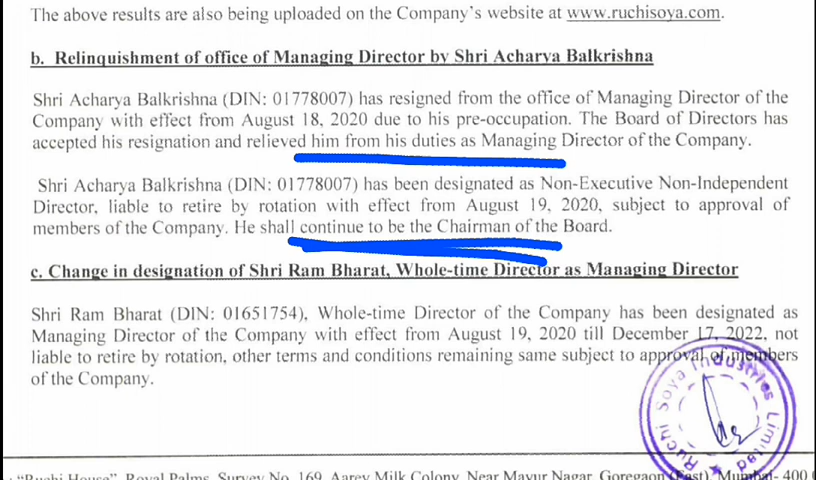 The above results are also being uploaded on the Company's website at www.ruchisoya.com.
b. Relinquishment of office of Managing Director by Shri Acharya Balkrishna
Shri Acharya Balkrishna (DIN: 01778007) has resigned from the office of Managing Director of the
Company with effect from August 18, 2020 due to his pre-occupation. The Board of Directors has
accepted his resignation and relieved him from his duties as Managing Director of the Company.
Shri Acharya Balkrishna (DIN: 01778007) has been designated as Non-Executive Non-Independent
Director, liable to retire by rotation with effect from August 19, 2020, subject to approval of
members of the Company. He shall continue to be the Chairman of the Board.
c. Change in designation of Shri Ram Bharat, Whole-time Director as Managing Director
Shri Ram Bharat (DIN: 01651754), Whole-time Director of the Company has been designated as
Managing Director of the Company with effect from August 19, 2020 till December 17, 2022, not
liable to retire by rotation, other terms and conditions remaining same subject to approval of members
of the Company.
Ruchi Soya Industries Limited
"Ruchi House", Royal Palms, Survey No. 169, Aarey Milk Colony, Near Mayur Nagar, Goregaon (East), Mumbai- 400